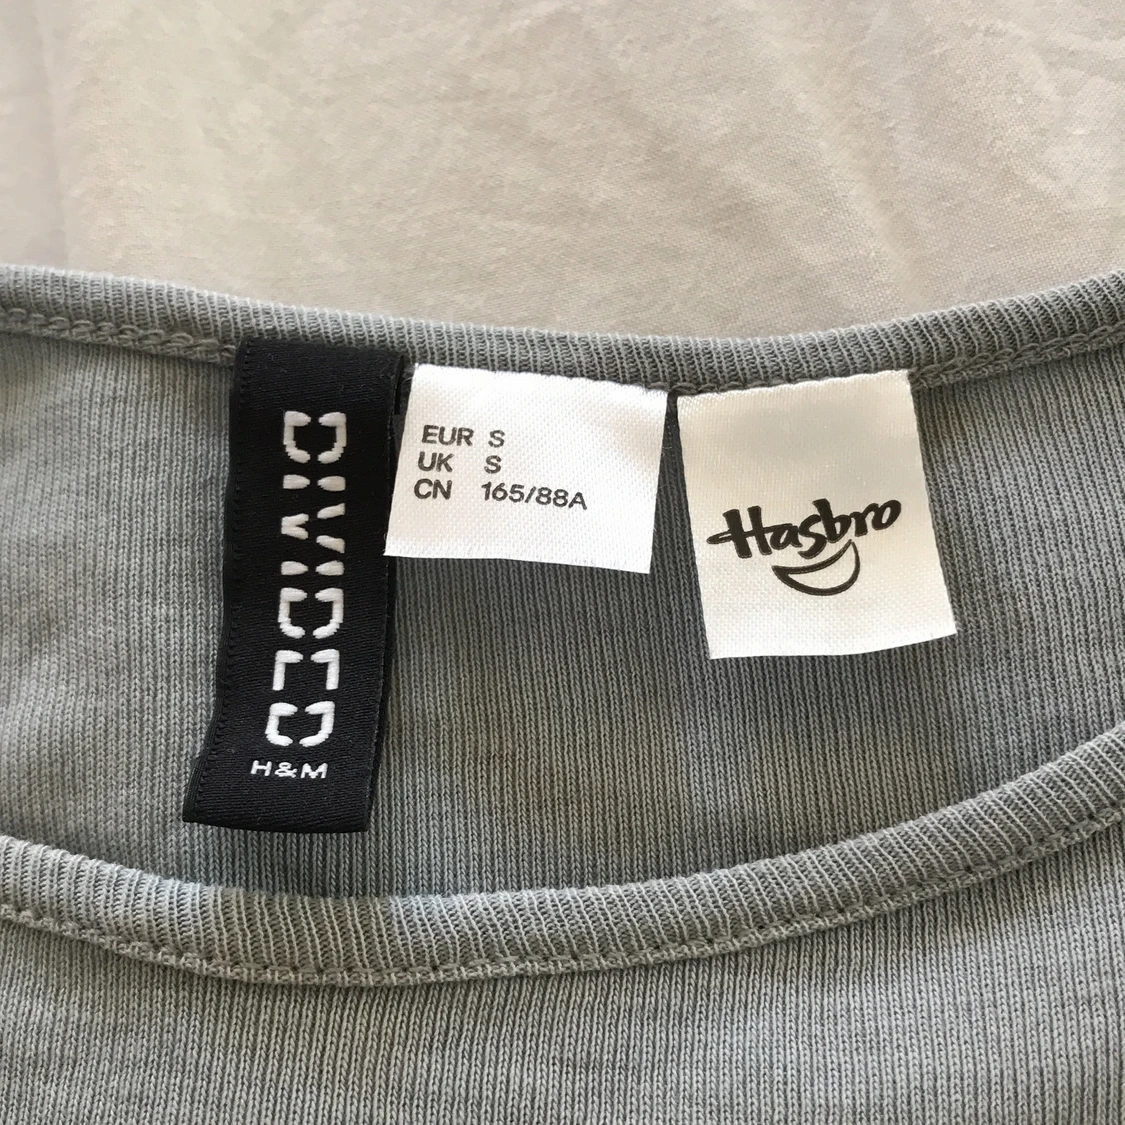 DIVIDED
H&M
EUR S
UK S
CN 165/88A
Hasbro